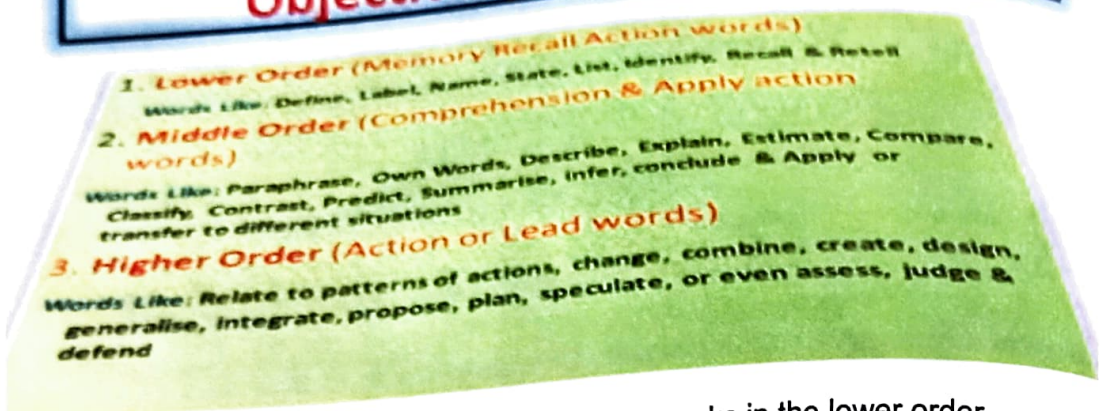 1. Lower Order (Memory Recall Action words)
Words Like: Define, Label, Name, State, List, Identify, Recall & Retell
2. Middle Order (Comprehension & Apply action
words)
Words Like: Paraphrase, Own Words, Describe, Explain, Estimate, Compare,
Classify, Contrast, Predict, Summarise, Infer, conclude & Apply or
transfer to different situations
3. Higher Order (Action or Lead words)
Words Like: Relate to patterns of actions, change, combine, create, design,
generalise, integrate, propose, plan, speculate, or even assess, judge &
defend
in the lower order